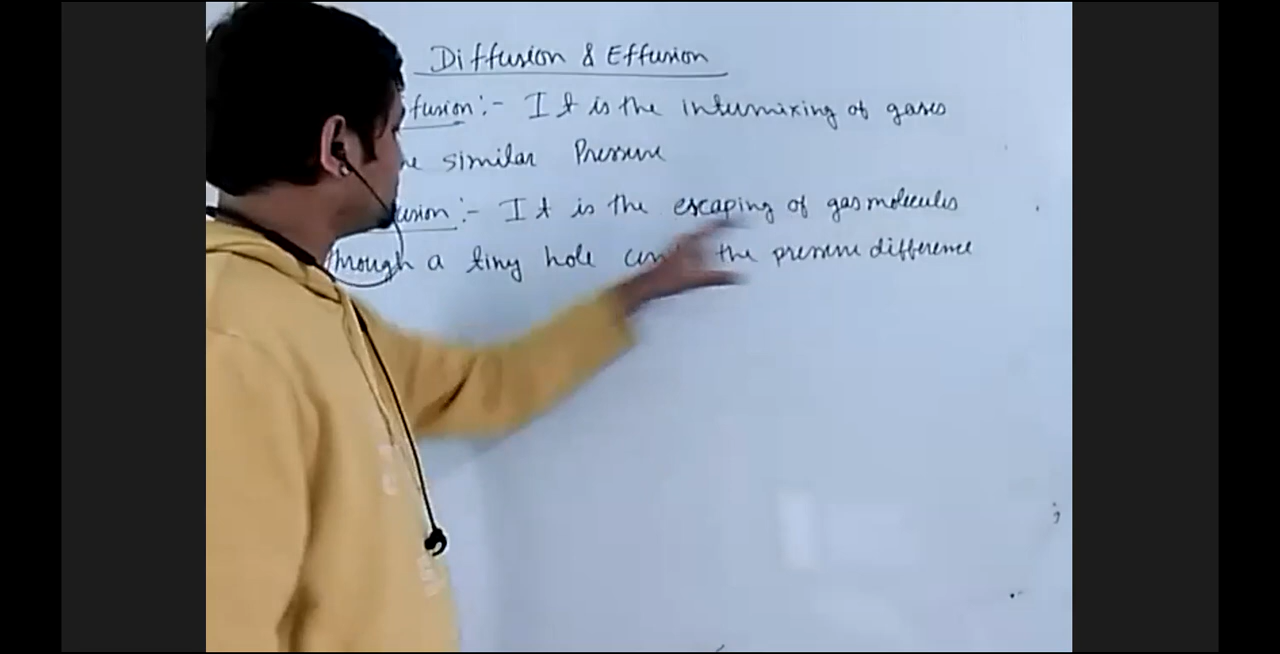 Diffusion & Effusion
fusion :- It is the intermixing of gases
similar Pressure
usion :- It is the escaping of gas molecules
through a tiny hole the pressure difference